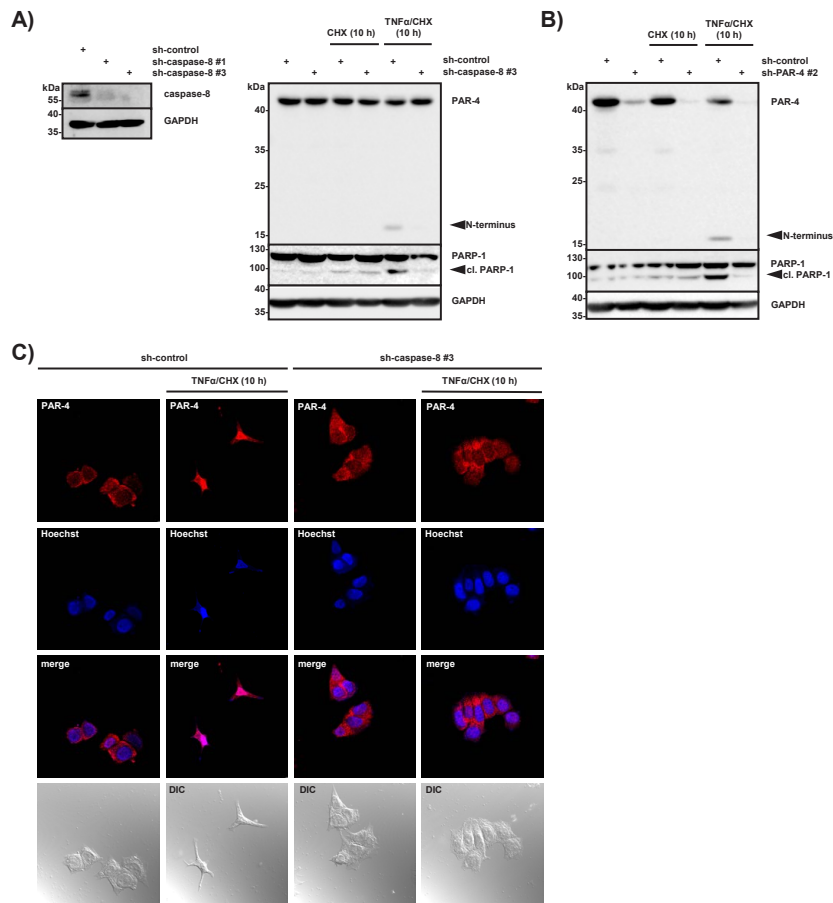 A)
+
sh-control
+
sh-caspase-8 #1
+
sh-caspase-8 #3
kDa
55-
caspase-8
40-
35-
GAPDH
CHX (10 h)
TNFα/CHX
(10 h)
+ + +
sh-control
+ + +
sh-caspase-8 #3
kDa
40-
PAR-4
35-
25-
15-
N-terminus
130-
PARP-1
100-
cl. PARP-1
40-
GAPDH
35-
B)
CHX (10 h)
TNFα/CHX
(10 h)
+ + +
sh-control
+ + +
sh-PAR-4 #2
kDa
40-
PAR-4
35-
25-
15-
N-terminus
130-
PARP-1
100-
cl. PARP-1
40-
GAPDH
35-
C)
sh-control sh-caspase-8 #3
TNFα/CHX (10 h) TNFα/CHX (10 h)
PAR-4 PAR-4 PAR-4 PAR-4
Hoechst Hoechst Hoechst Hoechst
merge merge merge merge
DIC DIC DIC